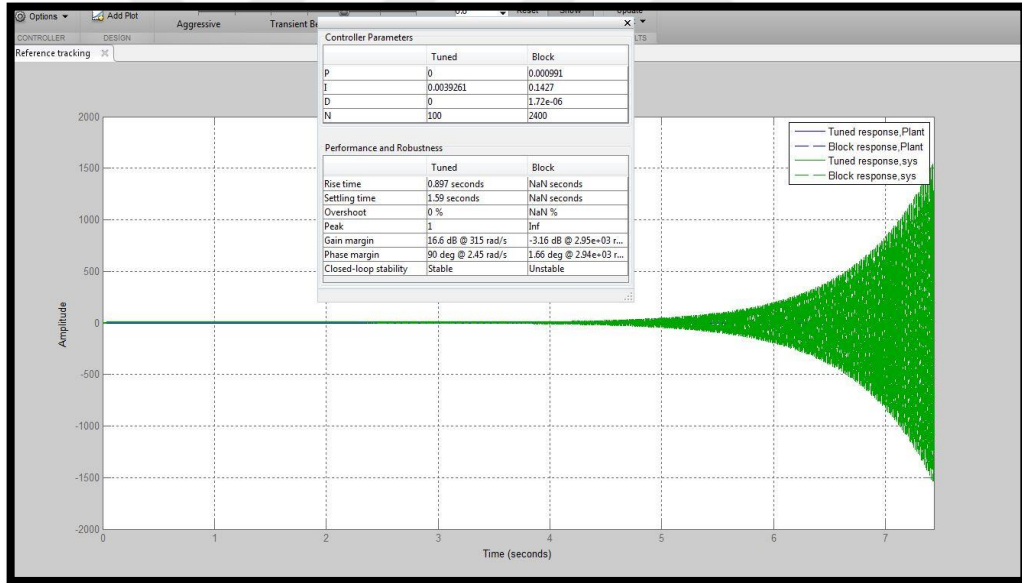 Options
Add Plot
Aggressive
Transient Be
0.6
Reset
Show
Update
CONTROLLER
DESIGN
LTS
Reference tracking
Controller Parameters
Tuned Block
P 0 0.000991
I 0.0039261 0.1427
D 0 1.72e-06
N 100 2400
Performance and Robustness
Tuned Block
Rise time 0.897 seconds NaN seconds
Settling time 1.59 seconds NaN seconds
Overshoot 0 % NaN %
Peak 1 Inf
Gain margin 16.6 dB @ 315 rad/s -3.16 dB @ 2.95e+03 r...
Phase margin 90 deg @ 2.45 rad/s 1.66 deg @ 2.94e+03 r...
Closed-loop stability Stable Unstable
Tuned response,Plant
Block response,Plant
Tuned response,sys
Block response,sys
2000
1500
1000
500
0
-500
-1000
-1500
-2000
Amplitude
0 1 2 3 4 5 6 7
Time (seconds)